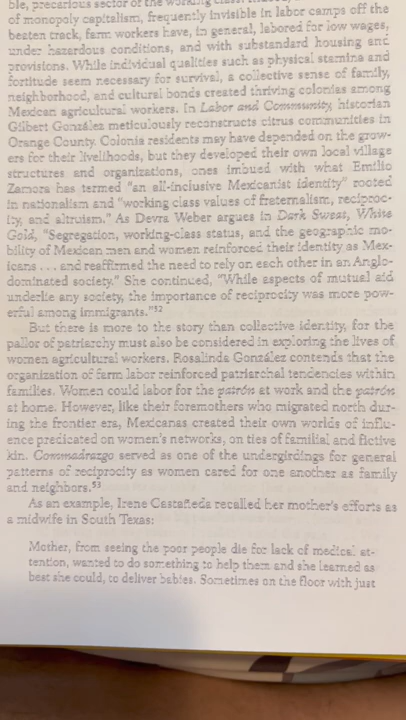 ble, precarious sector of the working class
of monopoly capitalism, frequently invisible in labor camps off the
beaten track, farm workers have, in general, labored for low wages,
under hazardous conditions, and with substandard housing and
provisions. While individual qualities such as physical stamina and
fortitude seem necessary for survival, a collective sense of family,
neighborhood, and cultural bonds created thriving colonias among
Mexican agricultural workers. In Labor and Community, historian
Gilbert González meticulously reconstructs citrus communities in
Orange County. Colonia residents may have depended on the grow-
ers for their livelihoods, but they developed their own local village
structures and organizations, ones imbued with what Emilio
Zamora has termed "an all-inclusive Mexicanist identity" rooted
in nationalism and "working class values of fraternalism, reciproc-
ity, and altruism." As Devra Weber argues in Dark Sweat, White
Gold, "Segregation, working-class status, and the geographic mo-
bility of Mexican men and women reinforced their identity as Mex-
icans . . . and reaffirmed the need to rely on each other in an Anglo-
dominated society." She continued, "While aspects of mutual aid
underlie any society, the importance of reciprocity was more pow-
erful among immigrants."52
But there is more to the story than collective identity, for the
pallor of patriarchy must also be considered in exploring the lives of
women agricultural workers. Rosalinda González contends that the
organization of farm labor reinforced patriarchal tendencies within
families. Women could labor for the patrón at work and the patrón
at home. However, like their foremothers who migrated north dur-
ing the frontier era, Mexicanas created their own worlds of influ-
ence predicated on women's networks, on ties of familial and fictive
kin. Comadrazgo served as one of the undergirdings for general
patterns of reciprocity as women cared for one another as family
and neighbors.53
As an example, Irene Castañeda recalled her mother's efforts as
a midwife in South Texas:
Mother, from seeing the poor people die for lack of medical at-
tention, wanted to do something to help them and she learned as
best she could, to deliver babies. Sometimes on the floor with just